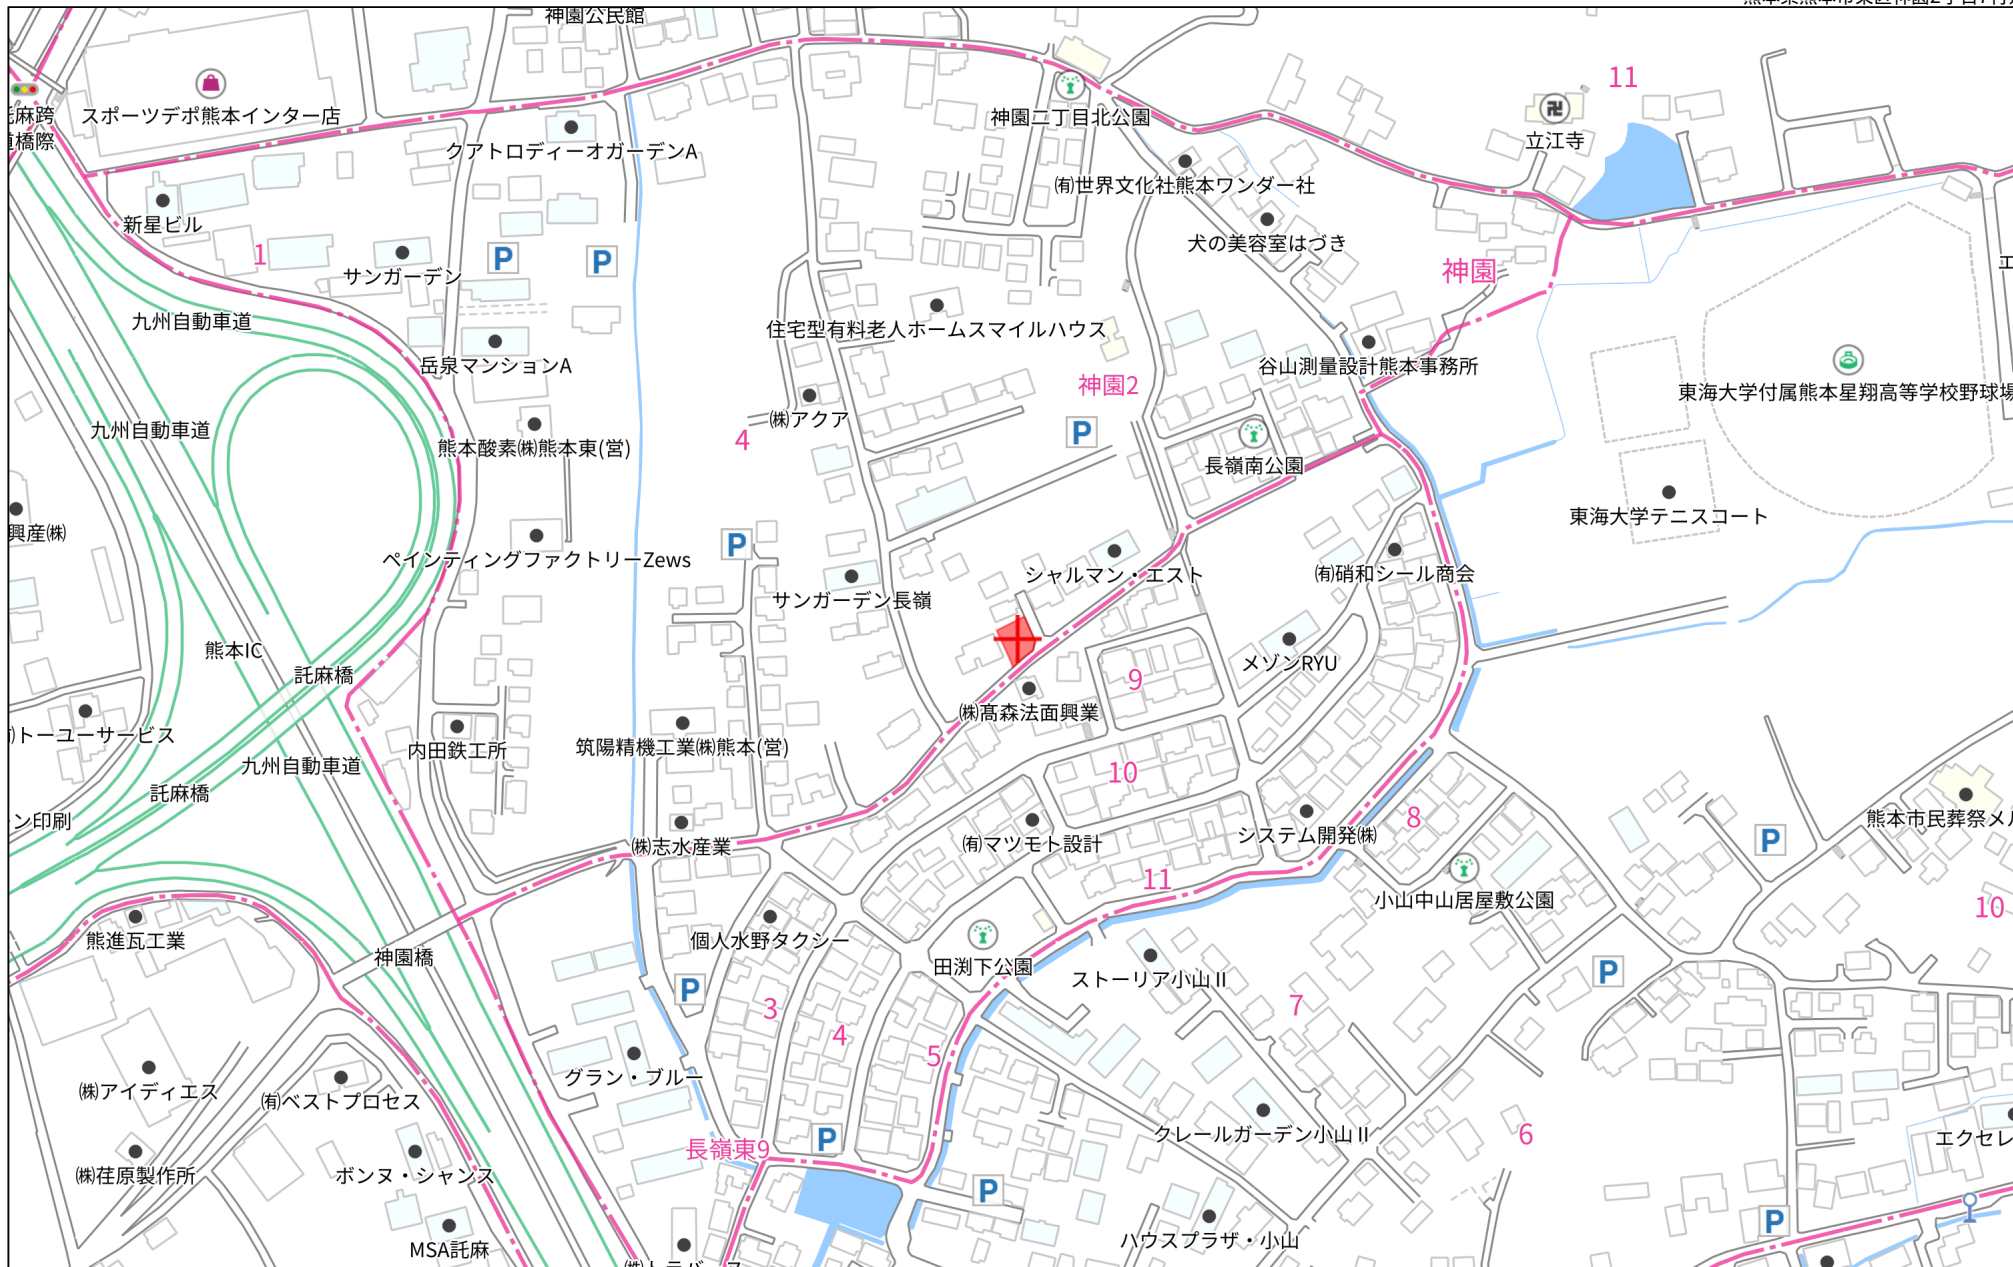 神園公民館
スポーツデポ熊本インター店
クアトロディーオガーデンA
神園二丁目北公園
11
立江寺
㈲世界文化社熊本ワンダー社
新星ビル
1
サンガーデン
P
P
犬の美容室はづき
神園
九州自動車道
住宅型有料老人ホームスマイルハウス
岳泉マンションA
谷山測量設計熊本事務所
神園2
東海大学付属熊本星翔高等学校野球場
㈱アクア
4
P
九州自動車道
熊本酸素㈱熊本東(営)
長嶺南公園
東海大学テニスコート
興産㈱
P
ペインティングファクトリーZews
シャルマン・エスト
㈲硝和シール商会
サンガーデン長嶺
熊本IC
託麻橋
メゾンRYU
9
㈱髙森法面興業
トーユーサービス
内田鉄工所
筑陽精機工業㈱熊本(営)
九州自動車道
10
託麻橋
ン印刷
㈱志水産業
㈲マツモト設計
システム開発㈱
8
P
熊本市民葬祭メ
11
小山中山居屋敷公園
10
熊進瓦工業
個人水野タクシー
神園橋
田渕下公園
ストーリア小山Ⅱ
P
P
3
4
5
7
グラン・ブルー
㈱アイディエス
㈲ベストプロセス
クレールガーデン小山Ⅱ
6
長嶺東9
P
エクセレ
㈱荏原製作所
ボンヌ・シャンス
P
P
MSA託麻
ハウスプラザ・小山